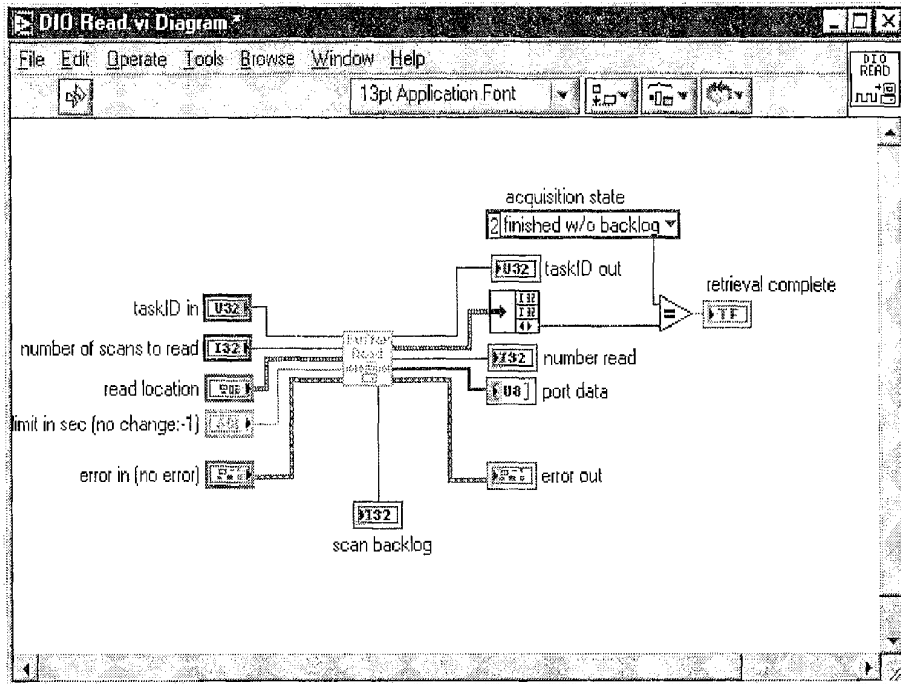 DIO Read.vi Diagram *
File Edit Operate Tools Browse Window Help
DIO
READ
13pt Application Font
acquisition state
2 finished w/o backlog
U32 taskID out
retrieval complete
taskID in U32
I32
I32
= TF
number of scans to read I32
Read
I32 number read
read location
[U8] port data
limit in sec (no change:-1)
error in (no error)
error out
I32
scan backlog